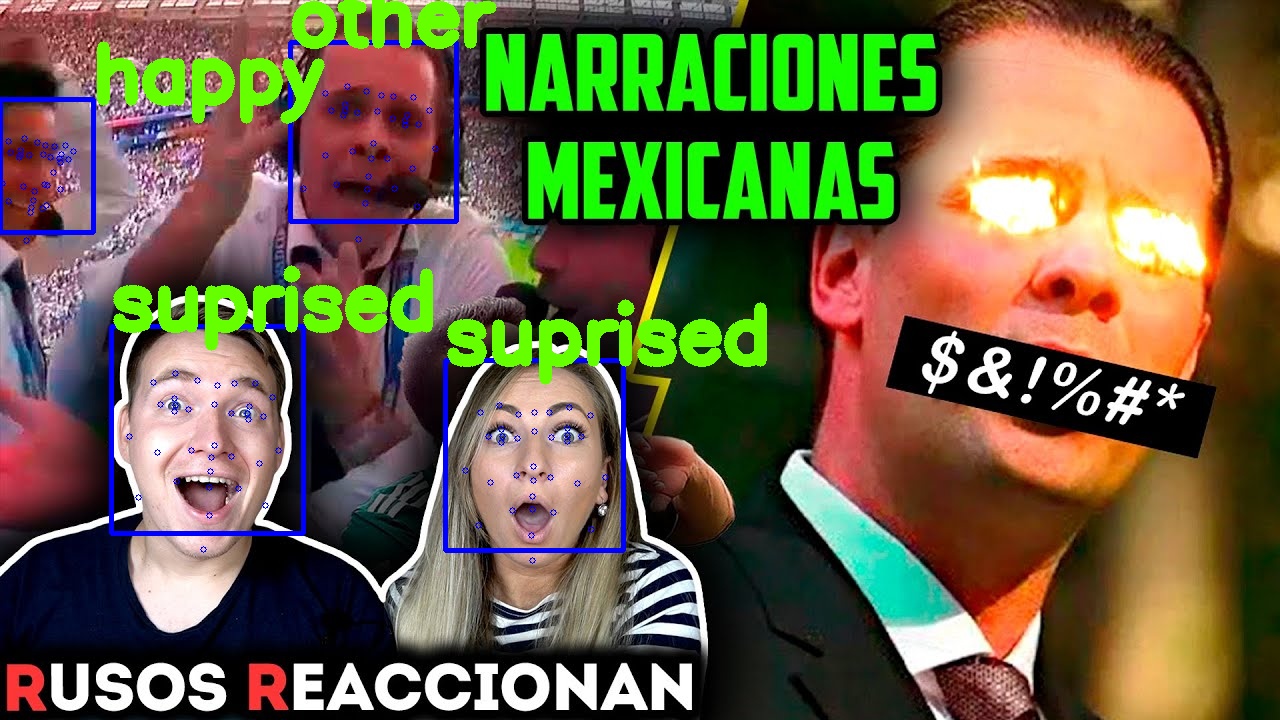 other
happy
NARRACIONES
MEXICANAS
suprised
suprised
$&!%#*
RUSOS REACCIONAN